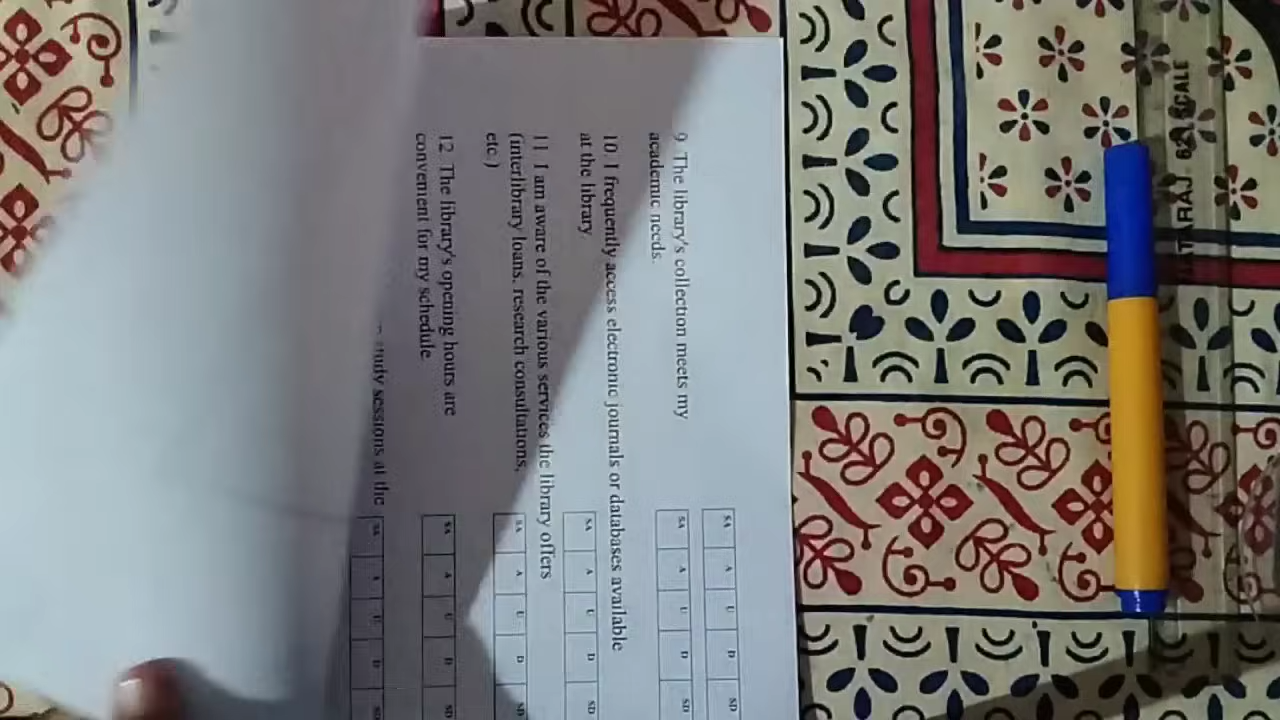 SA A U D SD
9. The library's collection meets my
academic needs.
SA A U D SD
10. I frequently access electronic journals or databases available
at the library.
SA A U D SD
11. I am aware of the various services the library offers
(interlibrary loans, research consultations,
etc.)
SA A U D SD
12. The library's opening hours are
convenient for my schedule.
SA A U D SD
study sessions at the
SA A U D SD
NATARAJ 621 SCALE